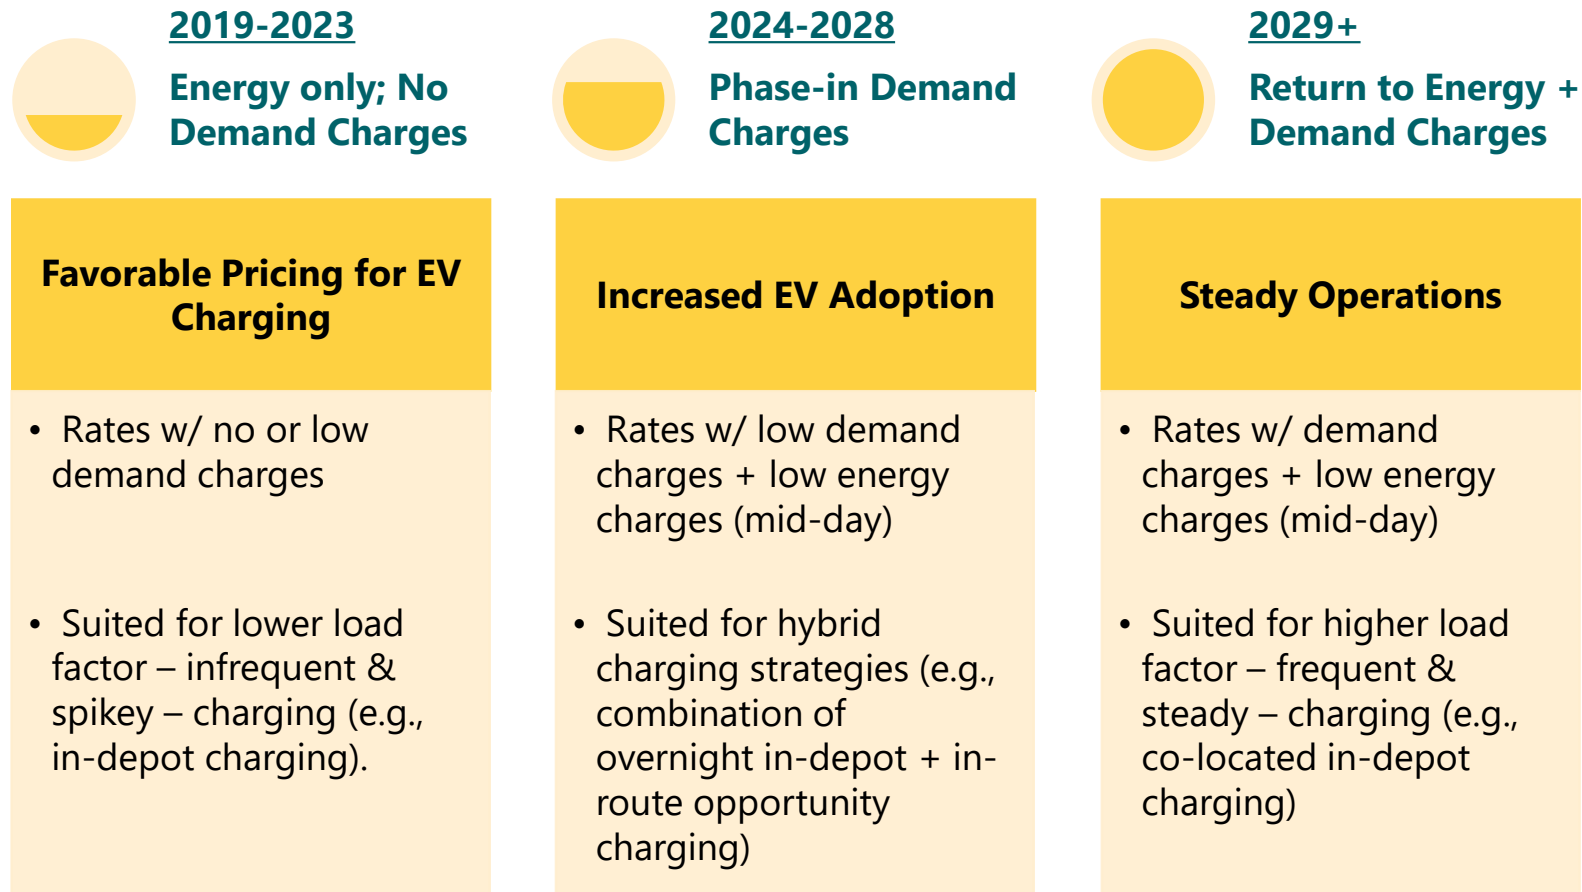 2019-2023
Energy only; No
Demand Charges
2024-2028
Phase-in Demand
Charges
2029+
Return to Energy +
Demand Charges
Favorable Pricing for EV
Charging
• Rates w/ no or low
demand charges
• Suited for lower load
factor – infrequent &
spikey – charging (e.g.,
in-depot charging).
Increased EV Adoption
• Rates w/ low demand
charges + low energy
charges (mid-day)
• Suited for hybrid
charging strategies (e.g.,
combination of
overnight in-depot + in-
route opportunity
charging)
Steady Operations
• Rates w/ demand
charges + low energy
charges (mid-day)
• Suited for higher load
factor – frequent &
steady – charging (e.g.,
co-located in-depot
charging)